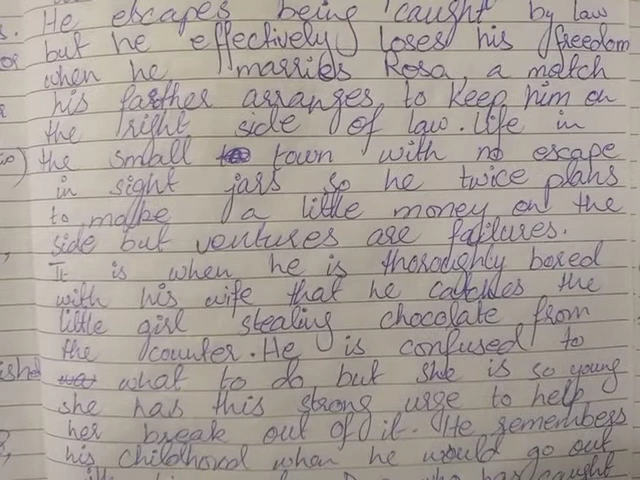 s. He escapes being caught by law
or but he effectively loses his freedom
when he marries Rosa, a match
his farther arranges, to keep him on
the right side of law. Life in
the small town with no escape
in sight jars so he twice plans
to make a little money on the
side but ventures are failures.
It is when he is thoroughly bored
with his wife that he catches the
little girl stealing chocolate from
the counter. He is confused to
what to do, but she is so young
she has this strong urge to help
her break out of it. He remembers
his childhood when he would go out
has caught